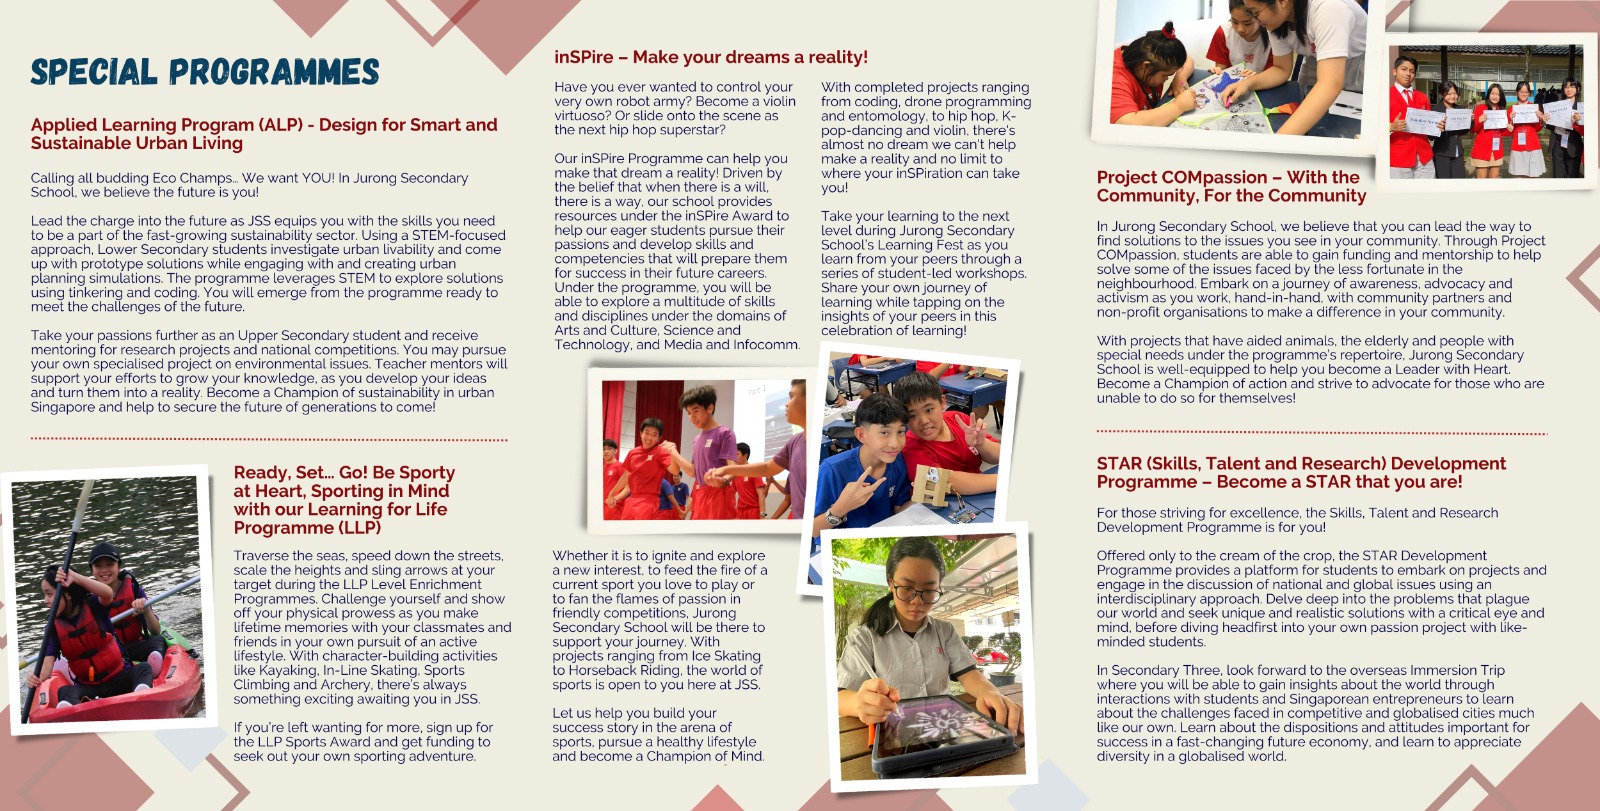 SPECIAL PROGRAMMES
Applied Learning Program (ALP) - Design for Smart and
Sustainable Urban Living
Calling all budding Eco Champs... We want YOU! In Jurong Secondary
School, we believe the future is you!
Lead the charge into the future as JSS equips you with the skills you need
to be a part of the fast-growing sustainability sector. Using a STEM-focused
approach, Lower Secondary students investigate urban livability and come
up with prototype solutions while engaging with and creating urban
planning simulations. The programme leverages STEM to explore solutions
using tinkering and coding. You will emerge from the programme ready to
meet the challenges of the future.
Take your passions further as an Upper Secondary student and receive
mentoring for research projects and national competitions. You may pursue
your own specialised project on environmental issues. Teacher mentors will
support your efforts to grow your knowledge, as you develop your ideas
and turn them into a reality. Become a Champion of sustainability in urban
Singapore and help to secure the future of generations to come!
Ready, Set... Go! Be Sporty
at Heart, Sporting in Mind
with our Learning for Life
Programme (LLP)
Traverse the seas, speed down the streets,
scale the heights and sling arrows at your
target during the LLP Level Enrichment
Programmes. Challenge yourself and show
off your physical prowess as you make
lifetime memories with your classmates and
friends in your own pursuit of an active
lifestyle. With character-building activities
like Kayaking, In-Line Skating, Sports
Climbing and Archery, there's always
something exciting awaiting you in JSS.
If you're left wanting for more, sign up for
the LLP Sports Award and get funding to
seek out your own sporting adventure.
inSPire – Make your dreams a reality!
Have you ever wanted to control your
very own robot army? Become a violin
virtuoso? Or slide onto the scene as
the next hip hop superstar?
Our inSPire Programme can help you
make that dream a reality! Driven by
the belief that when there is a will,
there is a way, our school provides
resources under the inSPire Award to
help our eager students pursue their
passions and develop skills and
competencies that will prepare them
for success in their future careers.
Under the programme, you will be
able to explore a multitude of skills
and disciplines under the domains of
Arts and Culture, Science and
Technology, and Media and Infocomm.
With completed projects ranging
from coding, drone programming
and entomology, to hip hop, K-
pop-dancing and violin, there's
almost no dream we can't help
make a reality and no limit to
where your inSPiration can take
you!
Take your learning to the next
level during Jurong Secondary
School's Learning Fest as you
learn from your peers through a
series of student-led workshops.
Share your own journey of
learning while tapping on the
insights of your peers in this
celebration of learning!
Whether it is to ignite and explore
a new interest, to feed the fire of a
current sport you love to play or
to fan the flames of passion in
friendly competitions, Jurong
Secondary School will be there to
support your journey. With
projects ranging from Ice Skating
to Horseback Riding, the world of
sports is open to you here at JSS.
Let us help you build your
success story in the arena of
sports, pursue a healthy lifestyle
and become a Champion of Mind.
Project COMpassion – With the
Community, For the Community
In Jurong Secondary School, we believe that you can lead the way to
find solutions to the issues you see in your community. Through Project
COMpassion, students are able to gain funding and mentorship to help
solve some of the issues faced by the less fortunate in the
neighbourhood. Embark on a journey of awareness, advocacy and
activism as you work, hand-in-hand, with community partners and
non-profit organisations to make a difference in your community.
With projects that have aided animals, the elderly and people with
special needs under the programme's repertoire, Jurong Secondary
School is well-equipped to help you become a Leader with Heart.
Become a Champion of action and strive to advocate for those who are
unable to do so for themselves!
STAR (Skills, Talent and Research) Development
Programme – Become a STAR that you are!
For those striving for excellence, the Skills, Talent and Research
Development Programme is for you!
Offered only to the cream of the crop, the STAR Development
Programme provides a platform for students to embark on projects and
engage in the discussion of national and global issues using an
interdisciplinary approach. Delve deep into the problems that plague
our world and seek unique and realistic solutions with a critical eye and
mind, before diving headfirst into your own passion project with like-
minded students.
In Secondary Three, look forward to the overseas Immersion Trip
where you will be able to gain insights about the world through
interactions with students and Singaporean entrepreneurs to learn
about the challenges faced in competitive and globalised cities much
like our own. Learn about the dispositions and attitudes important for
success in a fast-changing future economy, and learn to appreciate
diversity in a globalised world.